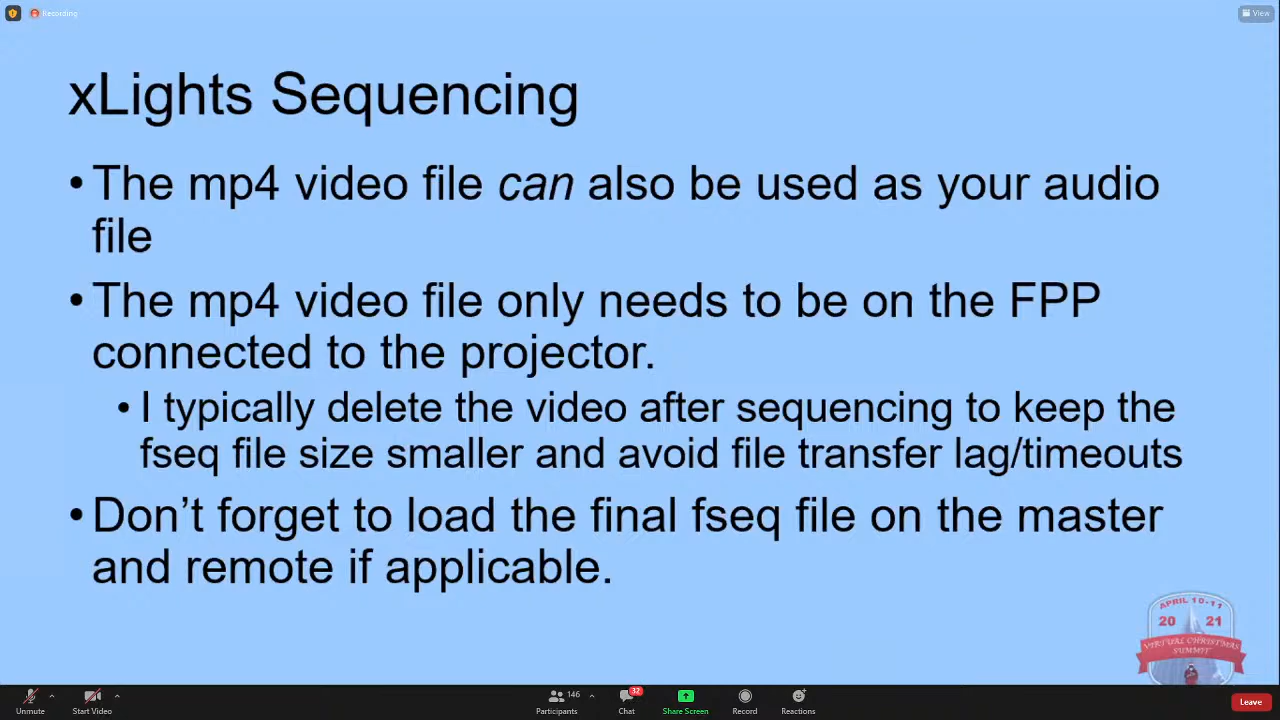 Recording
View
xLights Sequencing
• The mp4 video file can also be used as your audio
file
• The mp4 video file only needs to be on the FPP
connected to the projector.
• I typically delete the video after sequencing to keep the
fseq file size smaller and avoid file transfer lag/timeouts
• Don’t forget to load the final fseq file on the master
and remote if applicable.
APRIL 10-11
20 21
VIRTUAL CHRISTMAS
SUMMIT
Unmute
Start Video
146
Participants
32
Chat
Share Screen
Record
Reactions
Leave